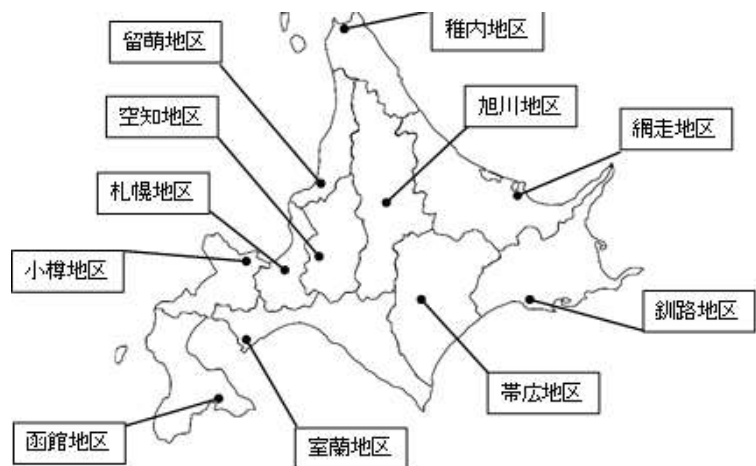 稚内地区
留萌地区
旭川地区
空知地区
網走地区
札幌地区
小樽地区
釧路地区
帯広地区
函館地区
室蘭地区